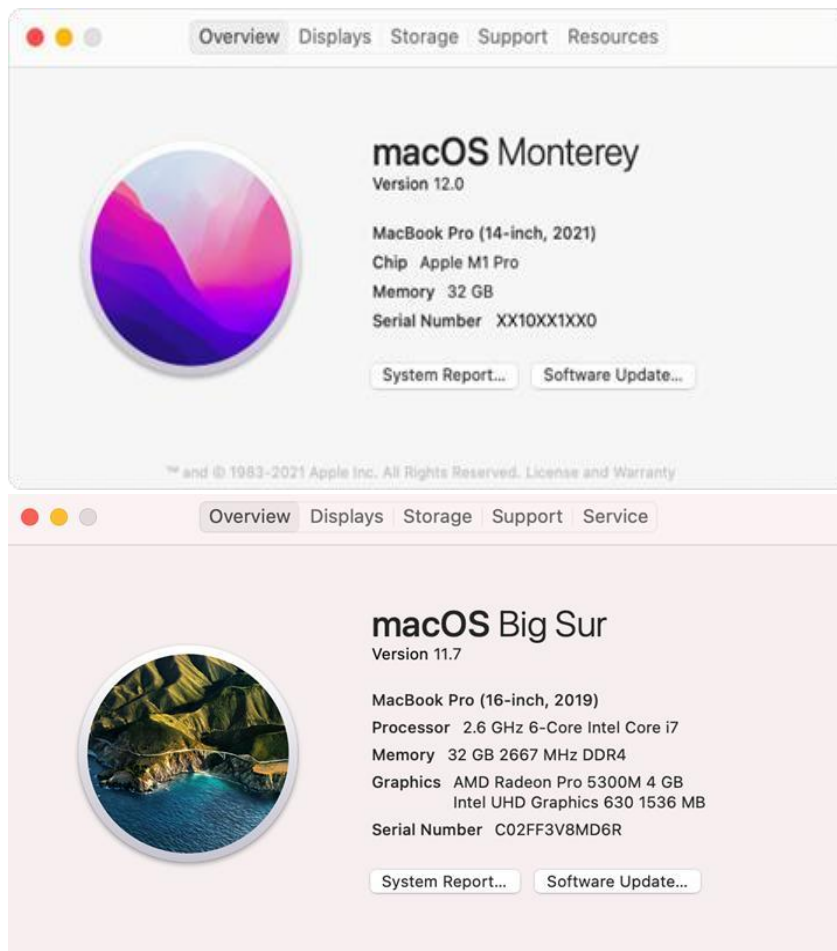 Overview Displays Storage Support Resources
macOS Monterey
Version 12.0
MacBook Pro (14-inch, 2021)
Chip Apple M1 Pro
Memory 32 GB
Serial Number XX10XX1XX0
System Report... Software Update...
™ and © 1983-2021 Apple Inc. All Rights Reserved. License and Warranty
Overview Displays Storage Support Service
macOS Big Sur
Version 11.7
MacBook Pro (16-inch, 2019)
Processor 2.6 GHz 6-Core Intel Core i7
Memory 32 GB 2667 MHz DDR4
Graphics AMD Radeon Pro 5300M 4 GB
Intel UHD Graphics 630 1536 MB
Serial Number C02FF3V8MD6R
System Report... Software Update...